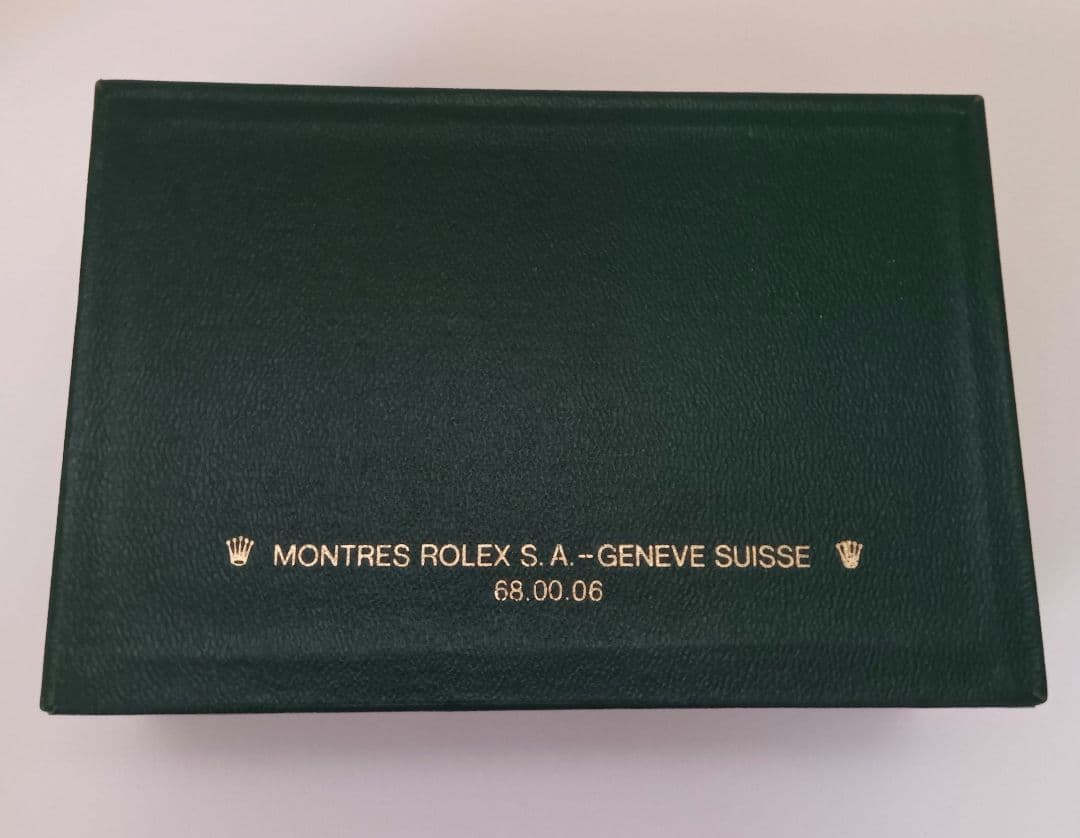 MONTRES ROLEX S.A.--GENEVE SUISSE
68.00.06